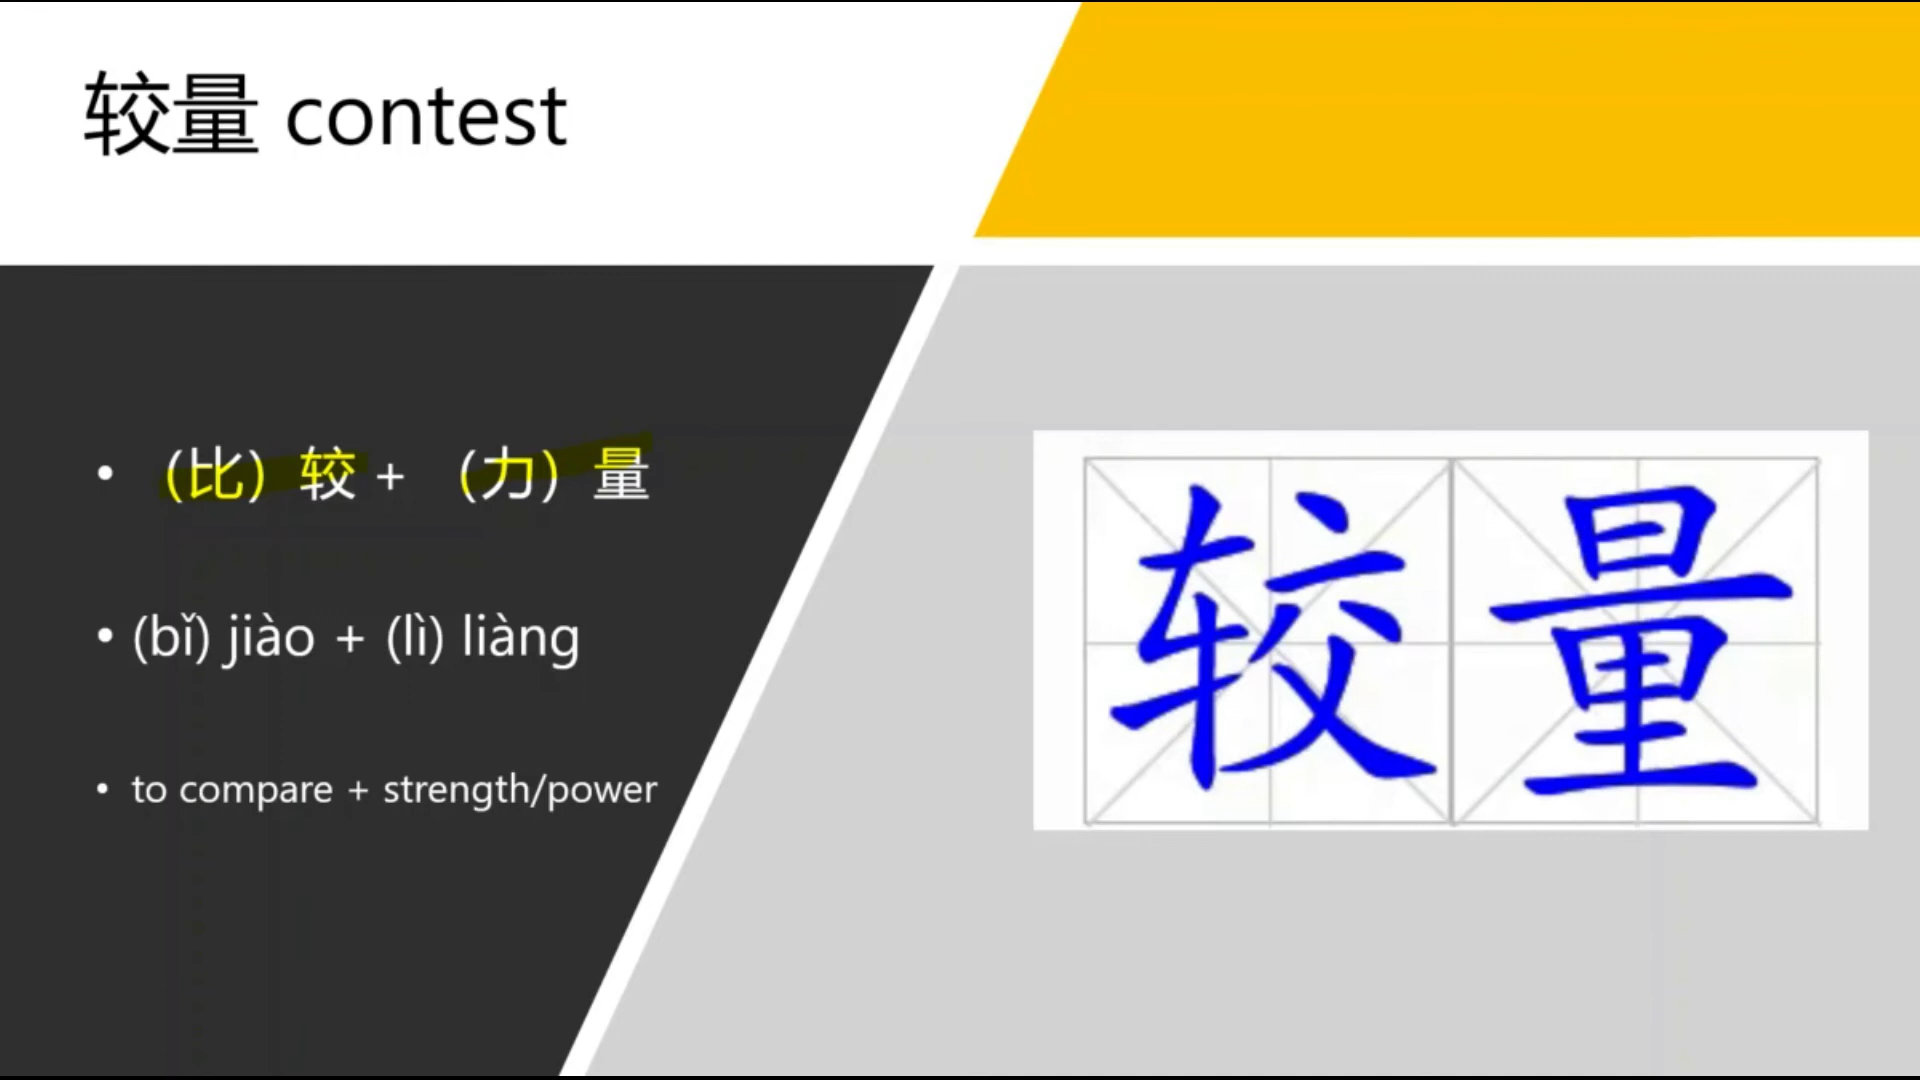 较量 contest
• （比）较 + （力）量
• (bǐ) jiào + (lì) liàng
• to compare + strength/power
较量